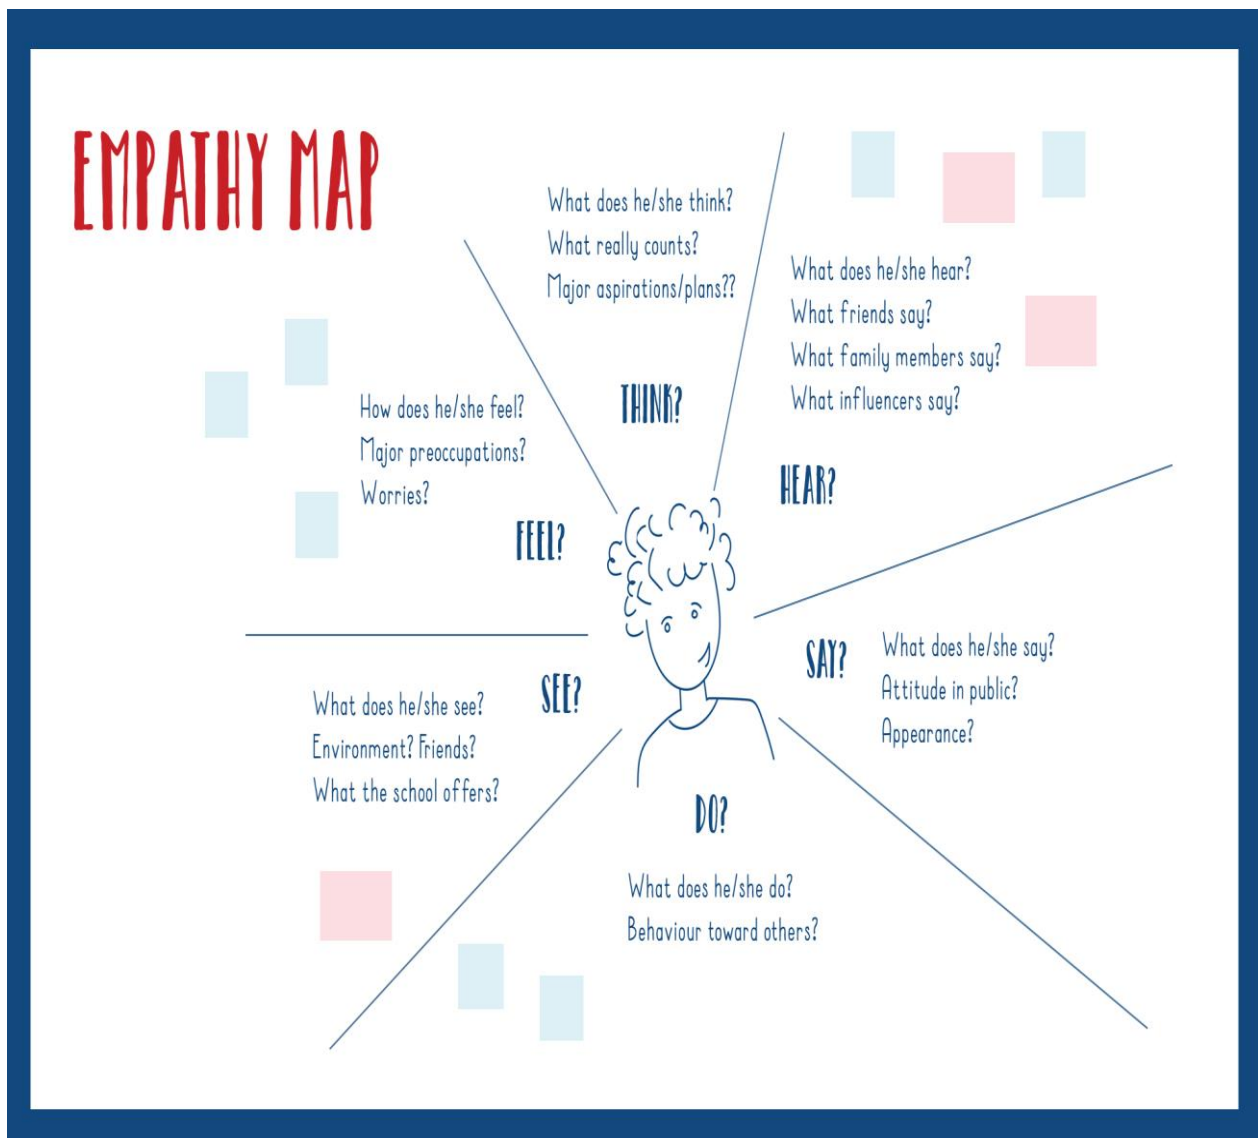 EMPATHY MAP
What does he/she think?
What really counts?
Major aspirations/plans??
THINK?
What does he/she hear?
What friends say?
What family members say?
What influencers say?
HEAR?
How does he/she feel?
Major preoccupations?
Worries?
FEEL?
SAY?
What does he/she say?
Attitude in public?
Appearance?
SEE?
What does he/she see?
Environment? Friends?
What the school offers?
DO?
What does he/she do?
Behaviour toward others?